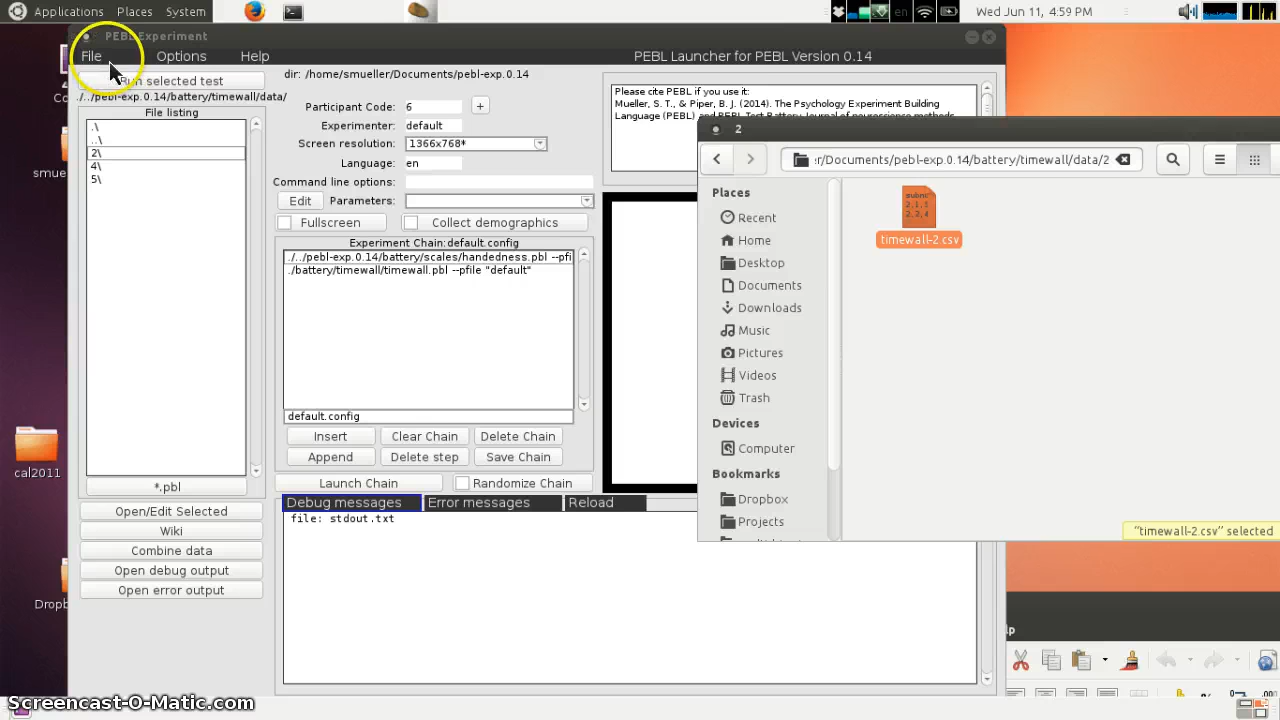 Applications Places System en Wed Jun 11, 4:59 PM
PEBL Experiment
File Options Help PEBL Launcher for PEBL Version 0.14
Run selected test
./../pebl-exp.0.14/battery/timewall/data/
File listing
.\
..\
2\
4\
5\
*.pbl
Open/Edit Selected
Wiki
Combine data
Open debug output
Open error output
dir: /home/smueller/Documents/pebl-exp.0.14
Participant Code: 6 +
Experimenter: default
Screen resolution: 1366x768*
Language: en
Command line options:
Edit Parameters:
Fullscreen Collect demographics
Experiment Chain:default.config
./../pebl-exp.0.14/battery/scales/handedness.pbl --pfi
./battery/timewall/timewall.pbl --pfile "default"
default.config
Insert Clear Chain Delete Chain
Append Delete step Save Chain
Launch Chain Randomize Chain
Debug messages Error messages Reload
file: stdout.txt
Please cite PEBL if you use it:
Mueller, S. T., & Piper, B. J. (2014). The Psychology Experiment Building
Language (PEBL) and PEBL Test Battery Journal of neuroscience methods
2
er/Documents/pebl-exp.0.14/battery/timewall/data/2
Places
Recent
Home
Desktop
Documents
Downloads
Music
Pictures
Videos
Trash
Devices
Computer
Bookmarks
Dropbox
Projects
timewall-2.csv
"timewall-2.csv" selected
smue
cal2011
Dropb
lp
Screencast-O-Matic.com